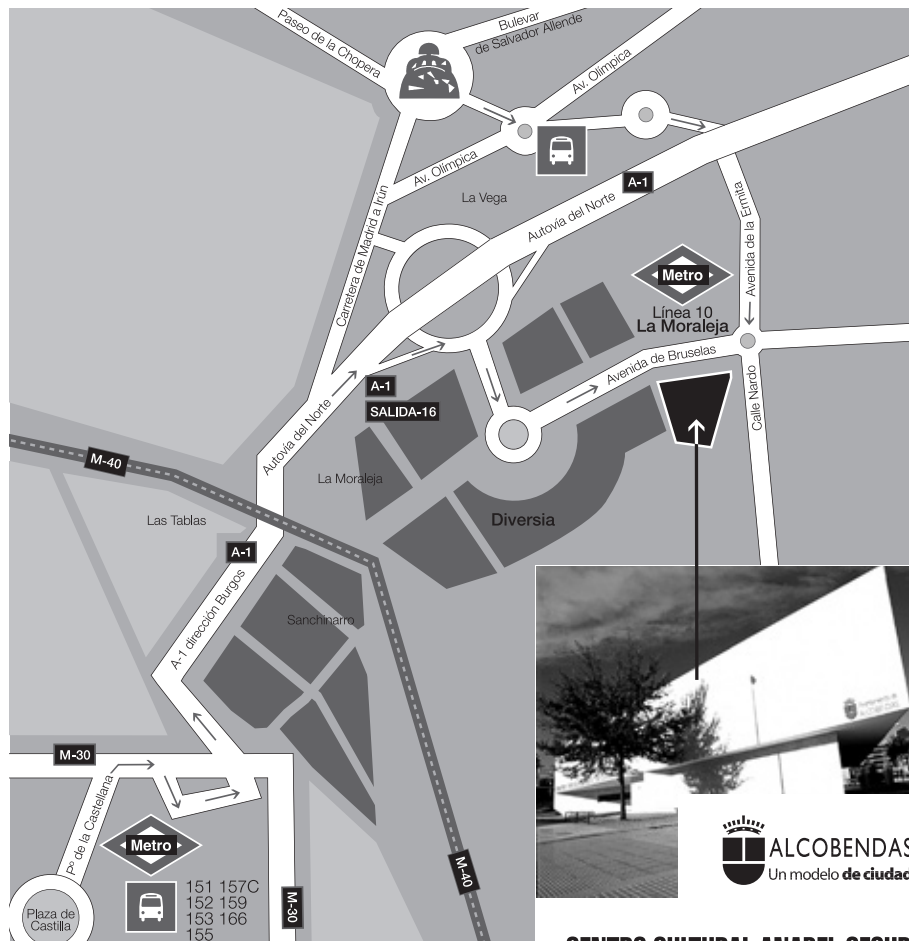 Paseo de la Chopera
Bulevar
de Salvador Allende
Av. Olímpica
Av. Olímpica
Carretera de Madrid a Irún
La Vega
A-1
Autovía del Norte
Avenida de la Ermita
Metro
Línea 10
La Moraleja
Avenida de Bruselas
A-1
SALIDA-16
Autovía del Norte
Calle Nardo
M-40
La Moraleja
Las Tablas
Diversia
A-1
A-1 dirección Burgos
Sanchinarro
ALCOBENDAS
M-30
Pº de la Castellana
Metro
151 157C
152 159
153 166
155
Plaza de
Castilla
M-30
M-40
ALCOBENDAS
Un modelo de ciudad